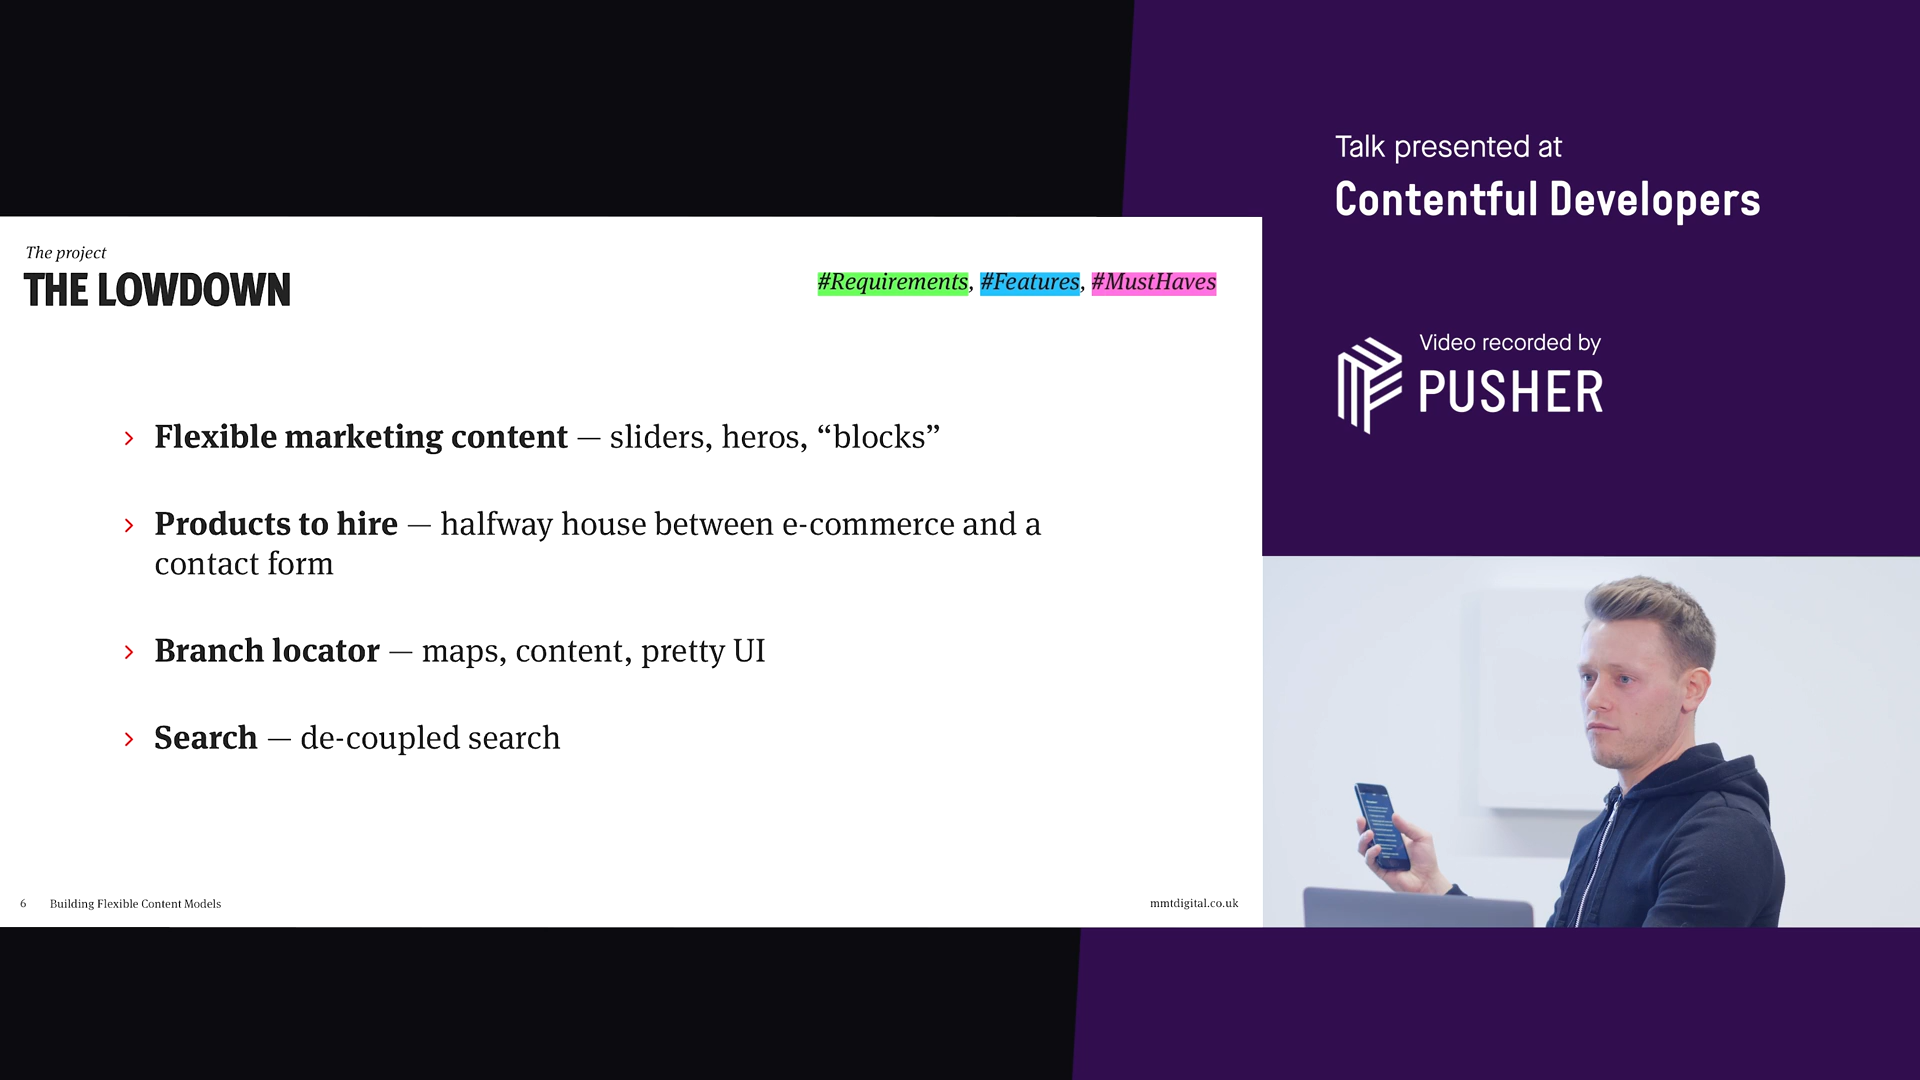 The project
THE LOWDOWN
#Requirements, #Features, #MustHaves
› Flexible marketing content — sliders, heros, “blocks”
› Products to hire — halfway house between e-commerce and a
contact form
› Branch locator — maps, content, pretty UI
› Search — de-coupled search
6 Building Flexible Content Models
mmtdigital.co.uk
Talk presented at
Contentful Developers
Video recorded by
PUSHER